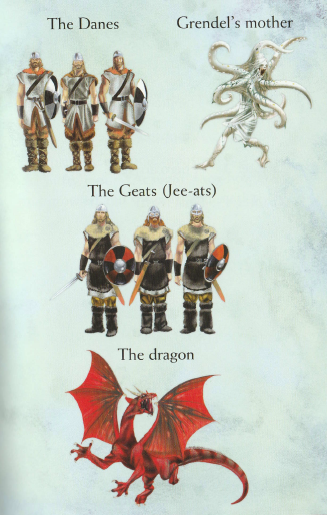 The Danes
Grendel's mother
The Geats (Jee-ats)
The dragon